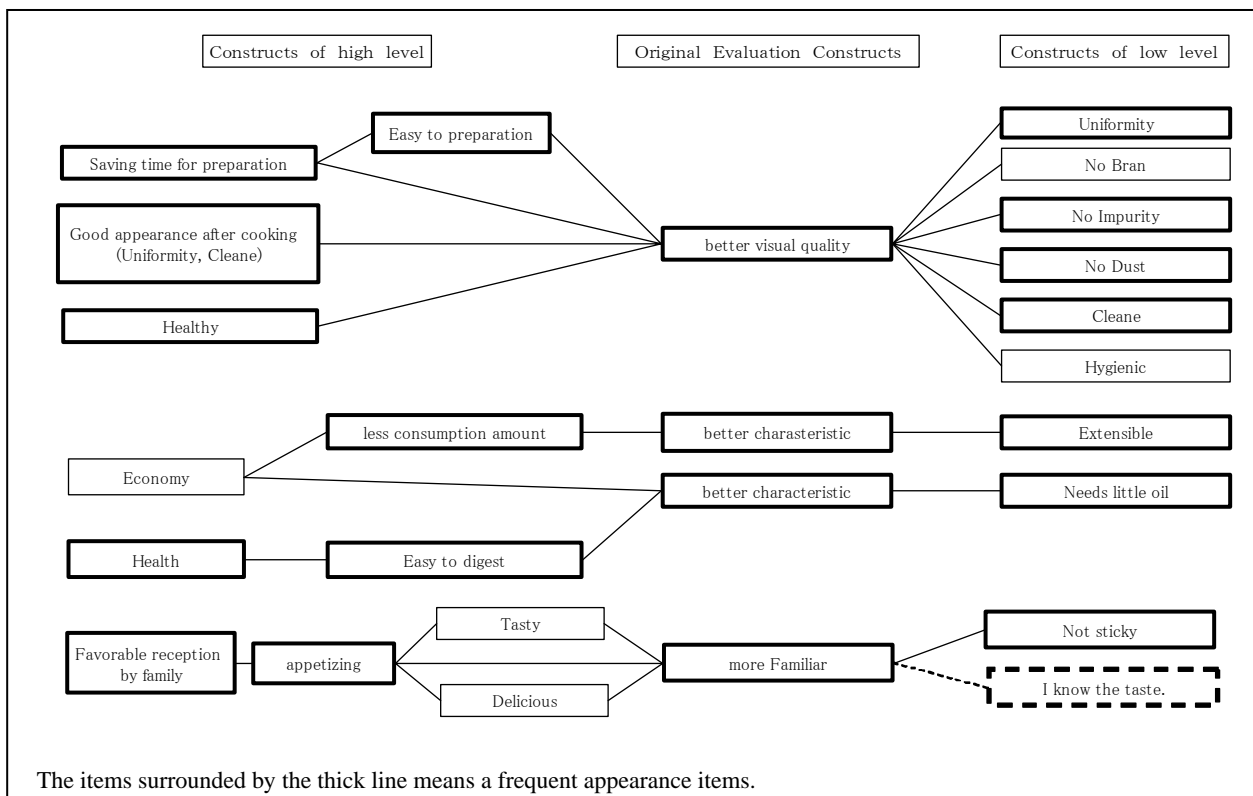 Constructs of high level
Original Evaluation Constructs
Constructs of low level
Easy to preparation
Saving time for preparation
Good appearance after cooking
(Uniformity, Cleane)
Healthy
better visual quality
Uniformity
No Bran
No Impurity
No Dust
Cleane
Hygienic
less consumption amount
better charasteristic
Extensible
Economy
better characteristic
Needs little oil
Health
Easy to digest
Favorable reception
by family
appetizing
Tasty
Delicious
more Familiar
Not sticky
I know the taste.
The items surrounded by the thick line means a frequent appearance items.